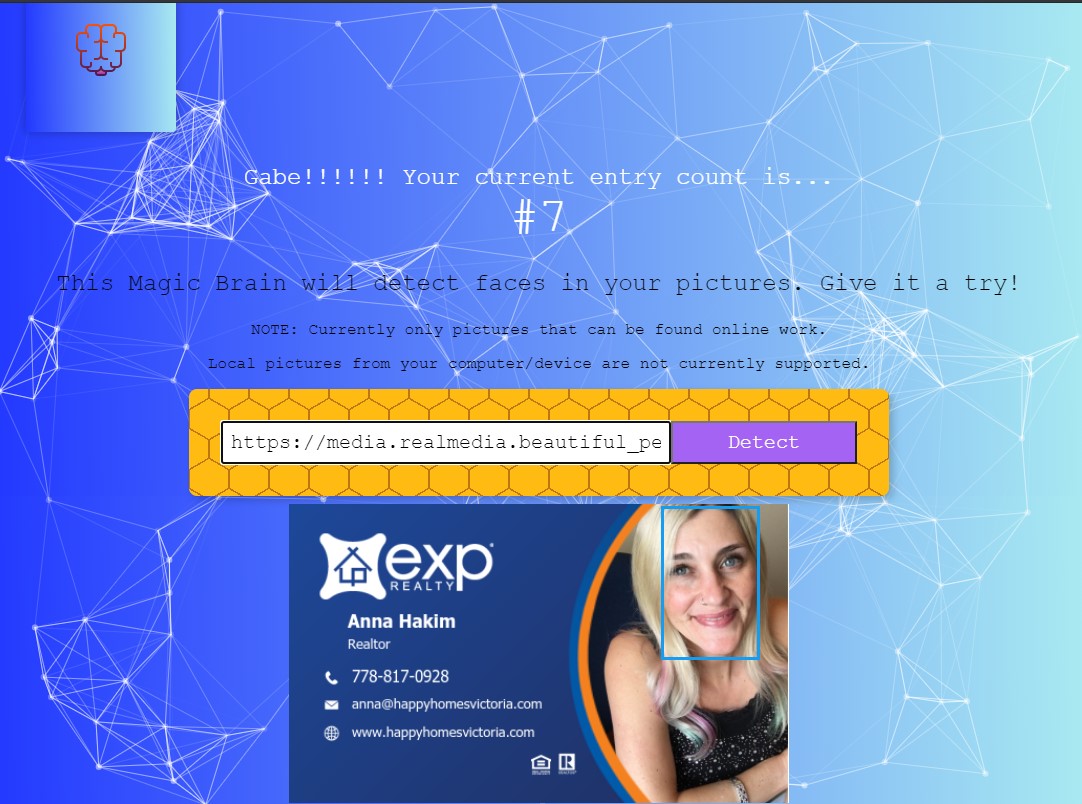 Gabe!!!!!! Your current entry count is...
#7
This Magic Brain will detect faces in your pictures. Give it a try!
NOTE: Currently only pictures that can be found online work.
Local pictures from your computer/device are not currently supported.
https://media.realmedia.beautiful_pe
Detect
exp
REALTY
Anna Hakim
Realtor
778-817-0928
anna@happyhomesvictoria.com
www.happyhomesvictoria.com